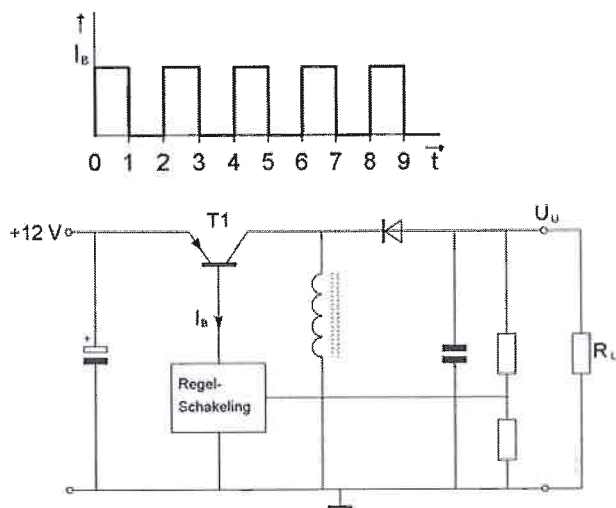 I_B
0 1 2 3 4 5 6 7 8 9 t
T1
U_U
+12 V
I_B
+
Regel-
Schakeling
R_L